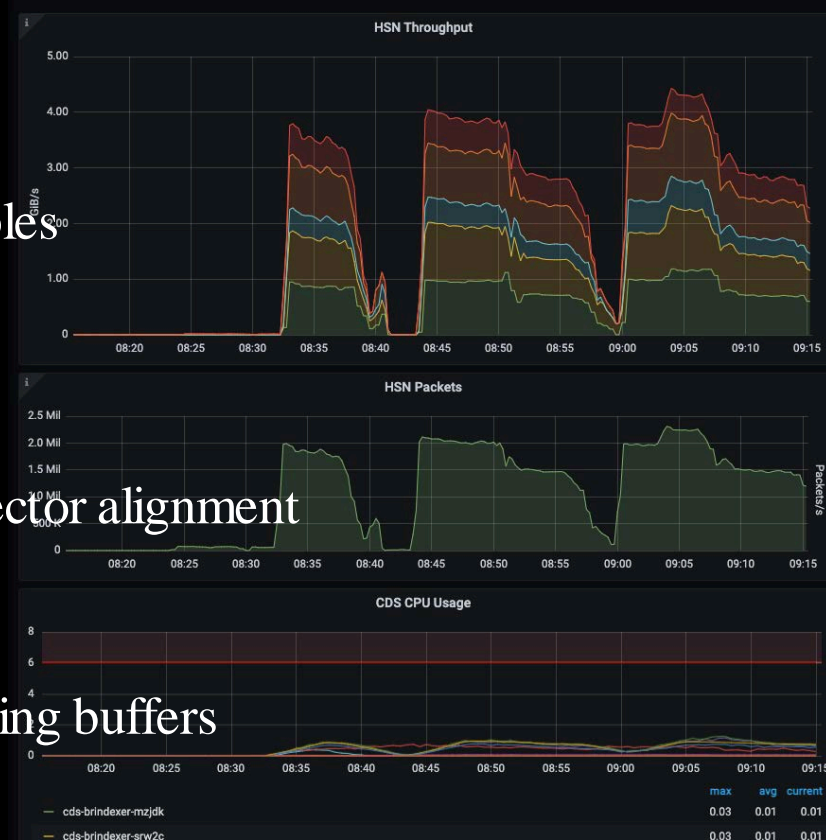 HSN Throughput
5.00
4.00
3.00
GiB/s
oles
1.00
0
08:20 08:25 08:30 08:35 08:40 08:45 08:50 08:55 09:00 09:05 09:10 09:15
HSN Packets
2.5 Mil
2.0 Mil
1.5 Mil
Packets/s
ector alignment
0
08:20 08:25 08:30 08:35 08:40 08:45 08:50 08:55 09:00 09:05 09:10 09:15
CDS CPU Usage
8
6
4
ing buffers
0
08:20 08:25 08:30 08:35 08:40 08:45 08:50 08:55 09:00 09:05 09:10 09:15
max avg current
cds-brindexer-mzjdk 0.03 0.01 0.01
cds-brindexer-srw2c 0.03 0.01 0.01